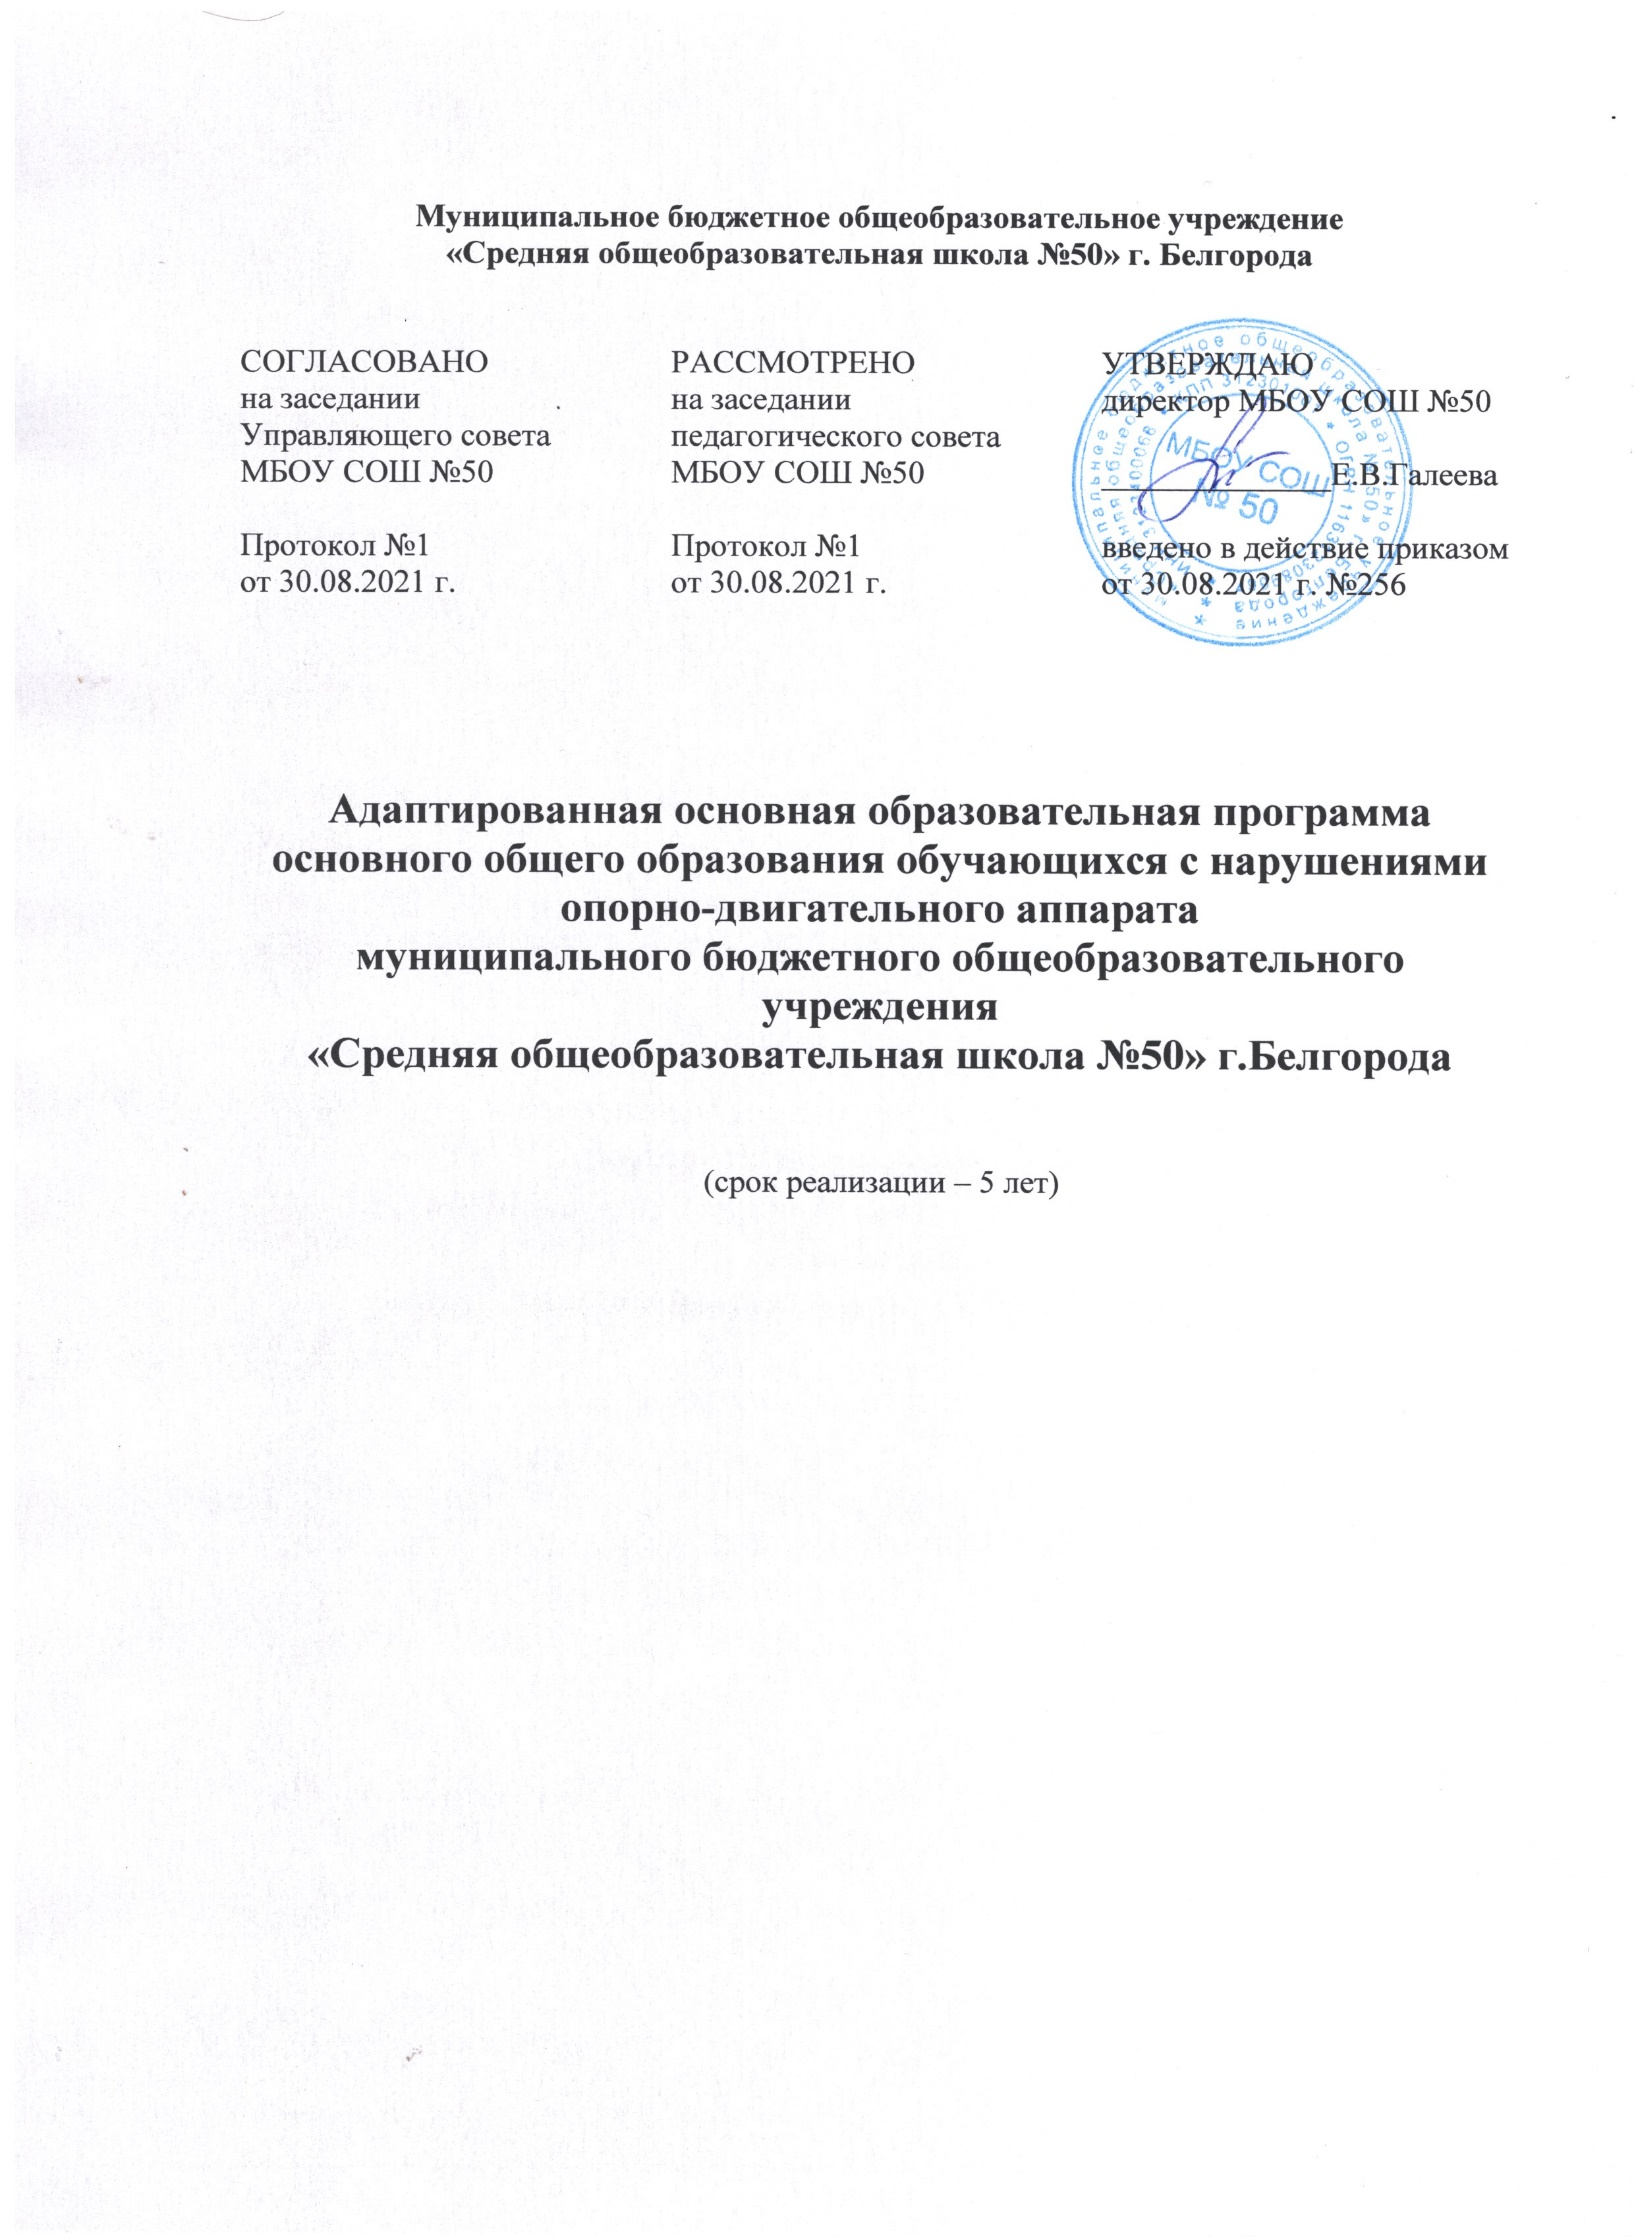 Муниципальное бюджетное общеобразовательное учреждение
«Средняя общеобразовательная школа №50» г. Белгорода
СОГЛАСОВАНО
на заседании
Управляющего совета
МБОУ СОШ №50
Протокол №1
от 30.08.2021 г.
РАССМОТРЕНО
на заседании
педагогического совета
МБОУ СОШ №50
Протокол №1
от 30.08.2021 г.
УТВЕРЖДАЮ
директор МБОУ СОШ №50
Е.В.Галеева
введено в действие приказом
от 30.08.2021 г. №256
МБОУ СОШ
№ 50
Адаптированная основная образовательная программа
основного общего образования обучающихся с нарушениями
опорно-двигательного аппарата
муниципального бюджетного общеобразовательного
учреждения
«Средняя общеобразовательная школа №50» г.Белгорода
(срок реализации – 5 лет)